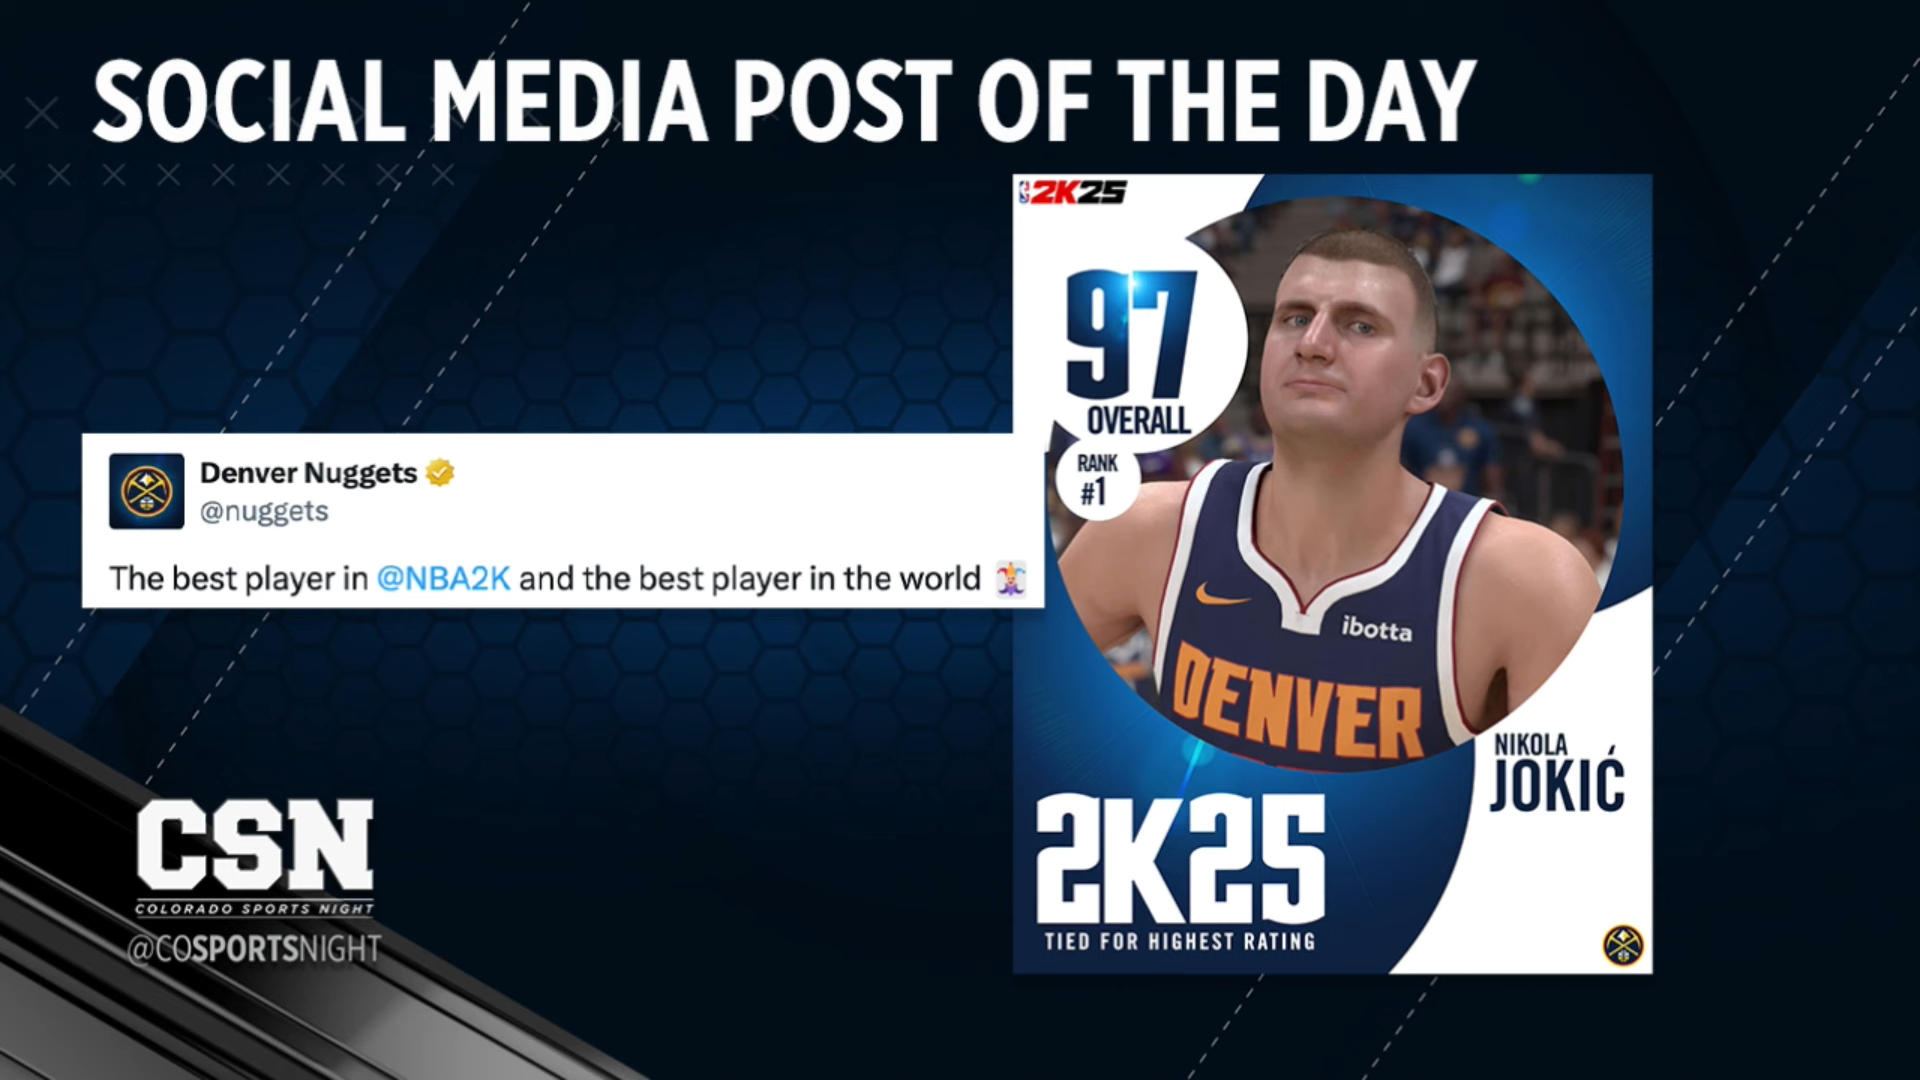 SOCIAL MEDIA POST OF THE DAY
2K25
97
OVERALL
RANK
#1
Denver Nuggets
@nuggets
The best player in @NBA2K and the best player in the world 🃏
ibotta
DENVER
NIKOLA
JOKIĆ
2K25
TIED FOR HIGHEST RATING
CSN
COLORADO SPORTS NIGHT
@COSPORTSNIGHT